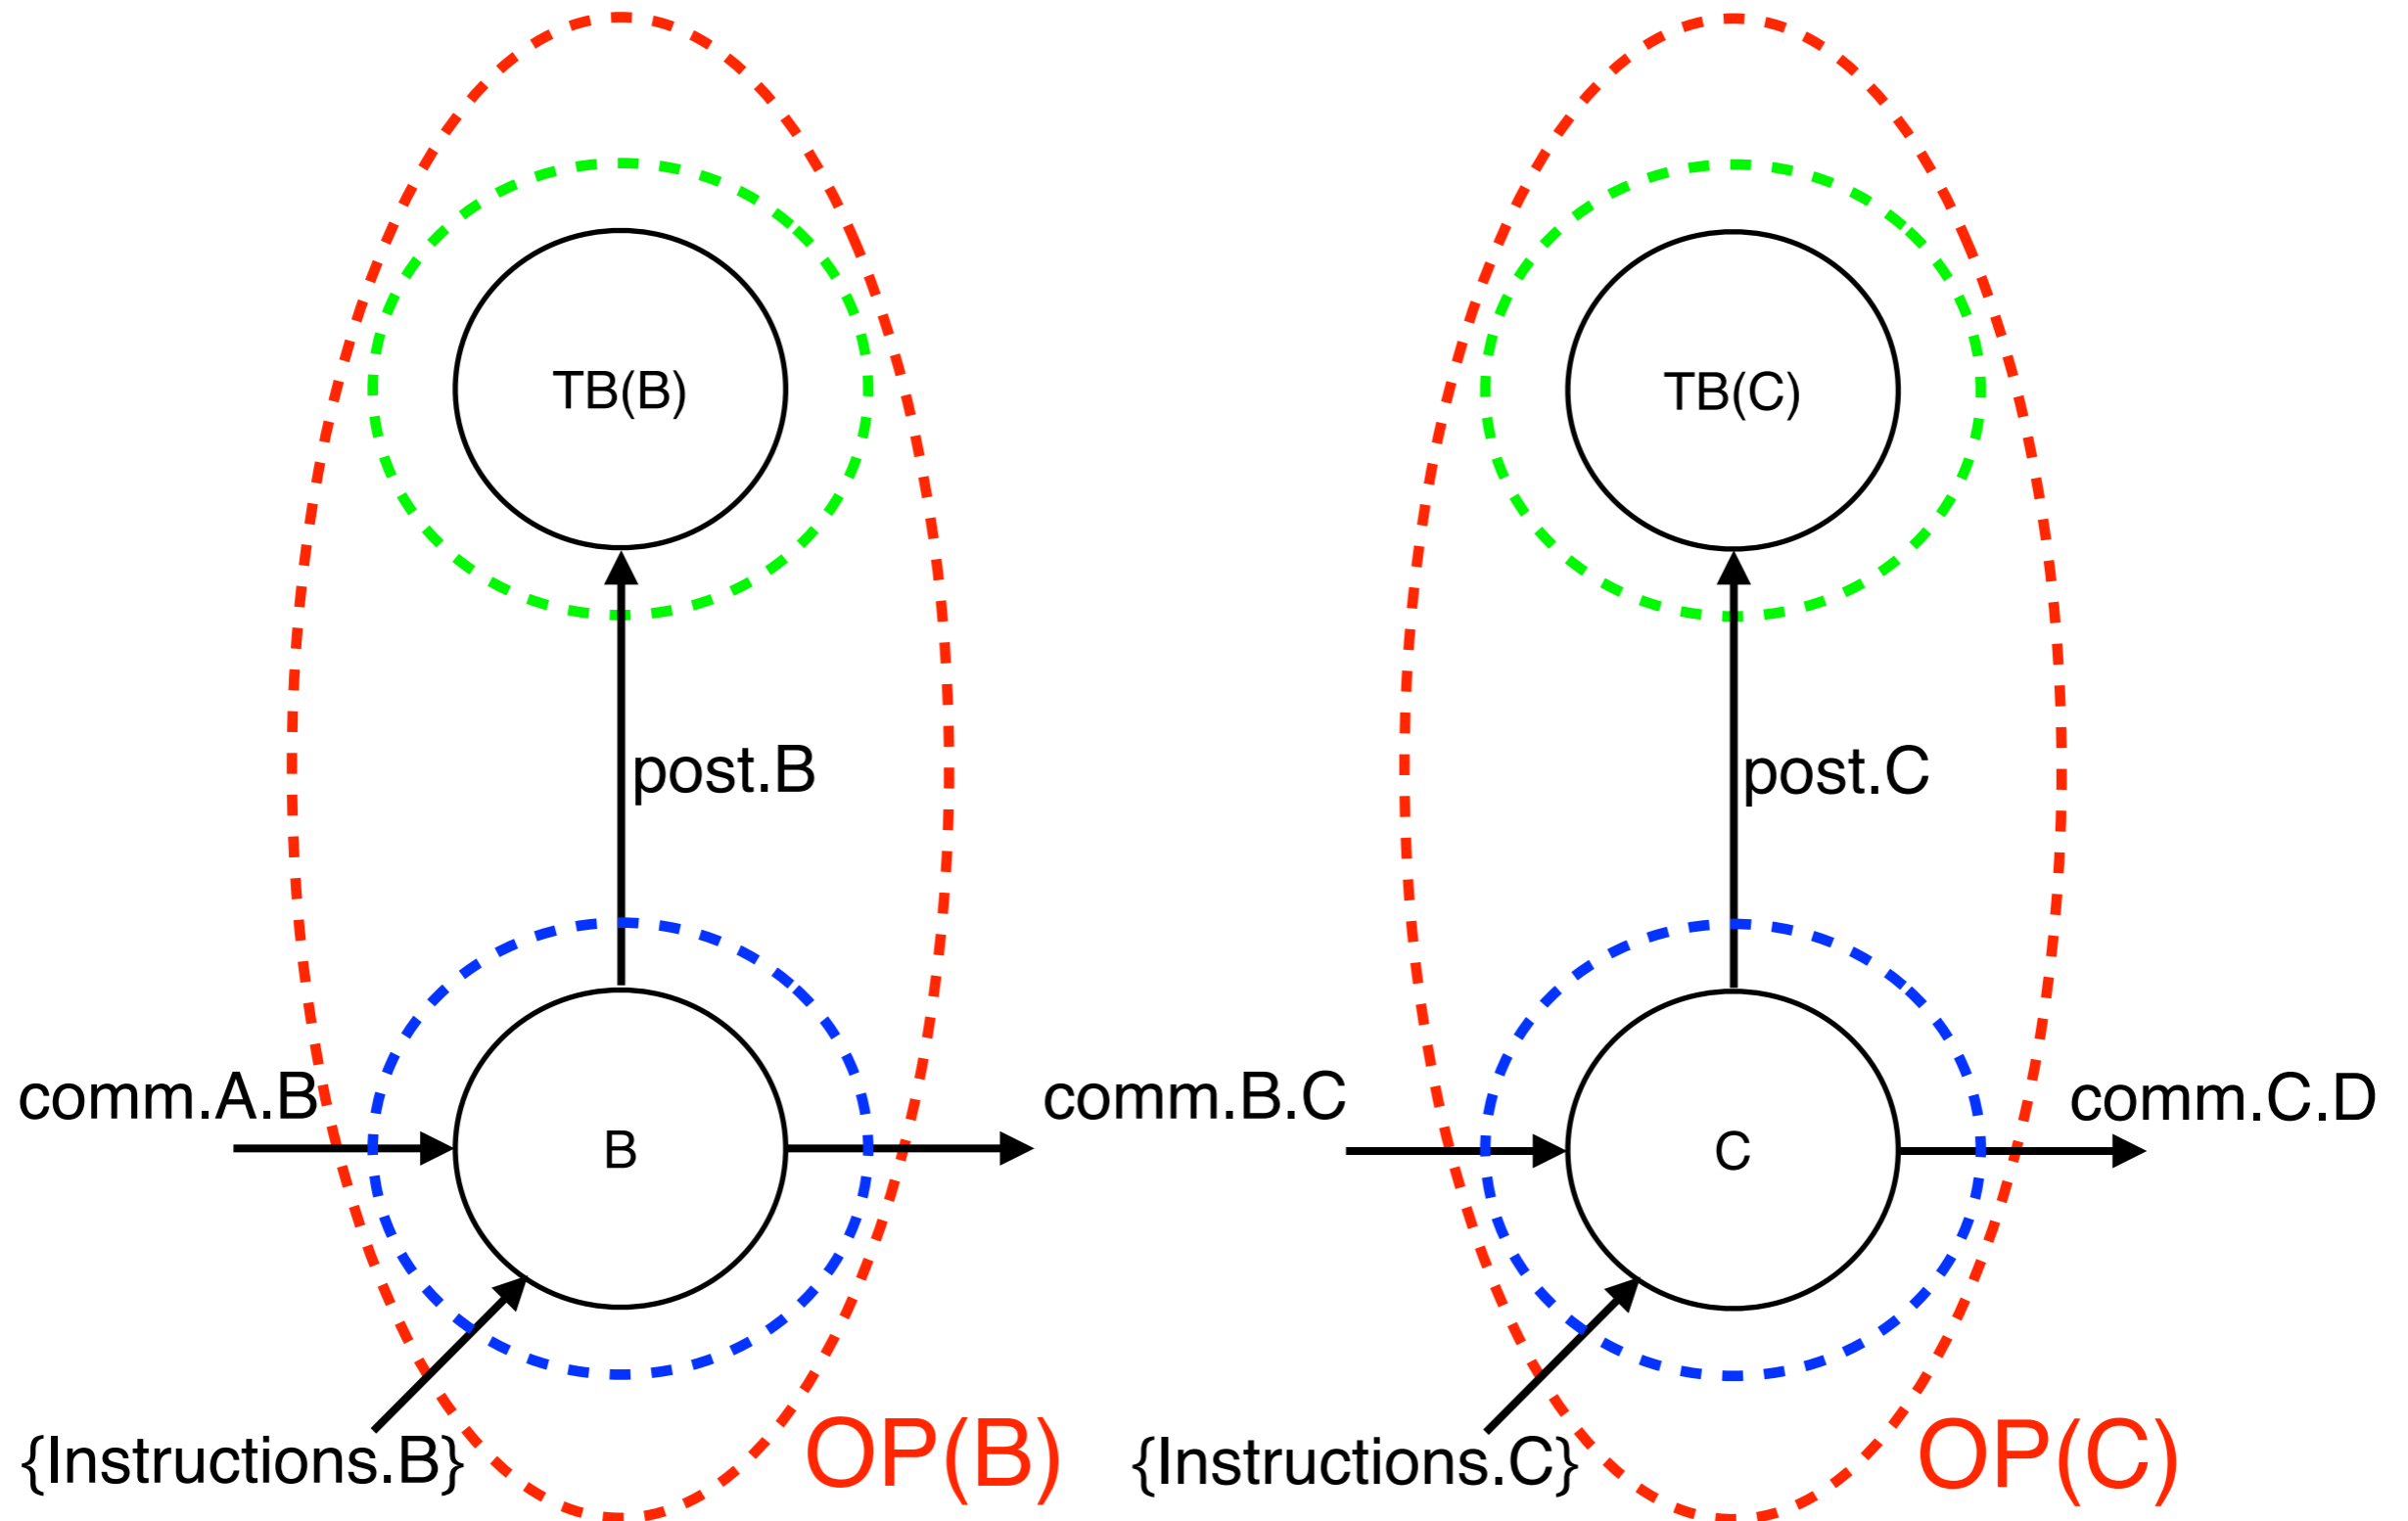 TB(B)
TB(C)
post.B
post.C
comm.A.B
B
comm.B.C
C
comm.C.D
{Instructions.B}
OP(B)
{Instructions.C}
OP(C)